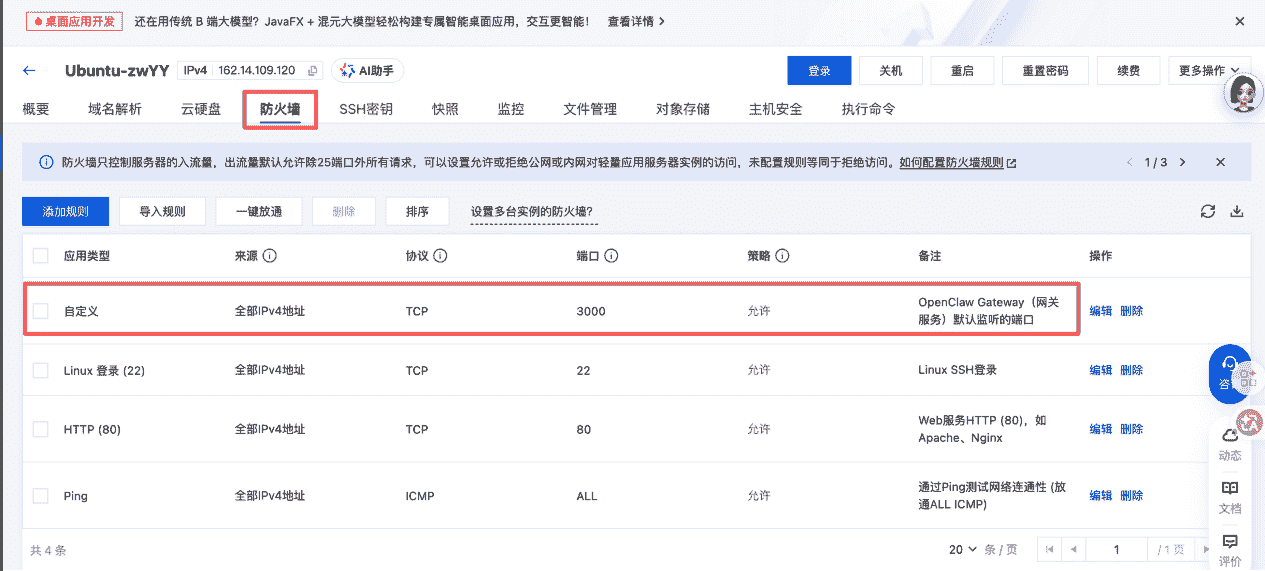 桌面应用开发 还在用传统 B 端大模型？JavaFX + 混元大模型轻松构建专属智能桌面应用，交互更智能！ 查看详情
Ubuntu-zwYY IPv4 162.14.109.120 AI助手 登录 关机 重启 重置密码 续费 更多操作
概要 域名解析 云硬盘 防火墙 SSH密钥 快照 监控 文件管理 对象存储 主机安全 执行命令
防火墙只控制服务器的入流量，出流量默认允许除25端口外所有请求，可以设置允许或拒绝公网或内网对轻量应用服务器实例的访问，未配置规则等同于拒绝访问。如何配置防火墙规则 1 / 3
添加规则 导入规则 一键放通 删除 排序 设置多台实例的防火墙?
应用类型 来源 协议 端口 策略 备注 操作
自定义 全部IPv4地址 TCP 3000 允许 OpenClaw Gateway（网关
服务）默认监听的端口 编辑 删除
Linux 登录 (22) 全部IPv4地址 TCP 22 允许 Linux SSH登录 编辑 删除
HTTP (80) 全部IPv4地址 TCP 80 允许 Web服务HTTP (80)，如
Apache、Nginx 编辑 删除
Ping 全部IPv4地址 ICMP ALL 允许 通过Ping测试网络连通性 (放
通ALL ICMP) 编辑 删除
共 4 条 20 条 / 页 1 / 1 页
动态
文档
评价